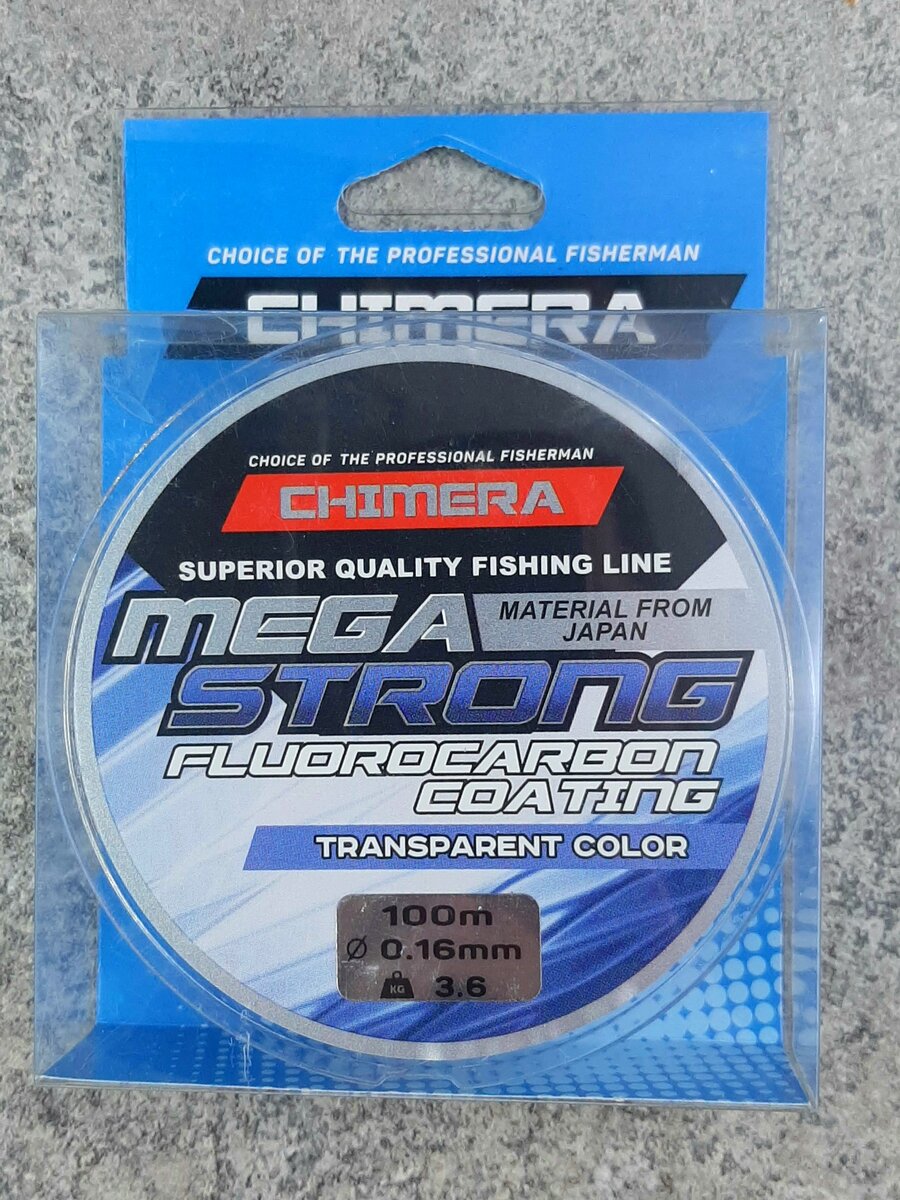 CHOICE OF THE PROFESSIONAL FISHERMAN
CHIMERA
CHOICE OF THE PROFESSIONAL FISHERMAN
CHIMERA
SUPERIOR QUALITY FISHING LINE
MEGA MATERIAL FROM
JAPAN
STRONG
FLUOROCARBON
COATING
TRANSPARENT COLOR
100m
Ø 0.16mm
KG 3.6